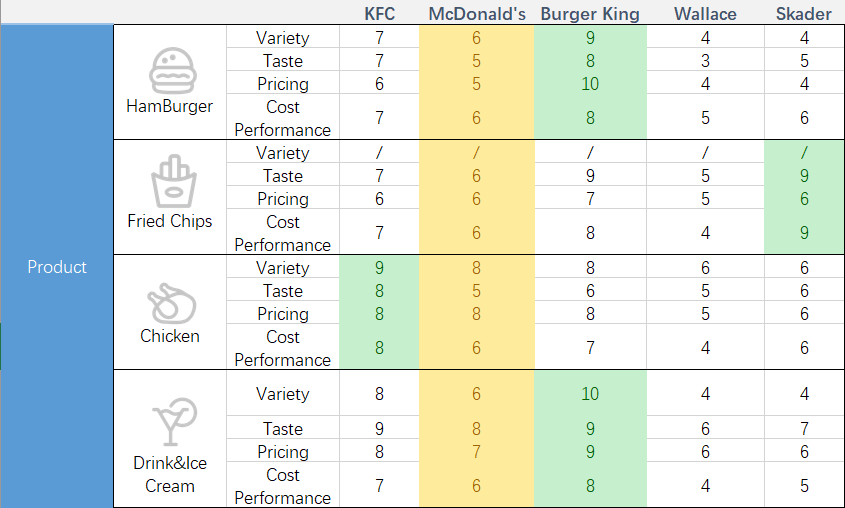 KFC McDonald's Burger King Wallace Skader
Product
HamBurger
Variety 7 6 9 4 4
Taste 7 5 8 3 5
Pricing 6 5 10 4 4
Cost
Performance 7 6 8 5 6
Fried Chips
Variety / / / / /
Taste 7 6 9 5 9
Pricing 6 6 7 5 6
Cost
Performance 7 6 8 4 9
Chicken
Variety 9 8 8 6 6
Taste 8 5 6 5 6
Pricing 8 8 8 5 6
Cost
Performance 8 6 7 4 6
Drink&Ice
Cream
Variety 8 6 10 4 4
Taste 9 8 9 6 7
Pricing 8 7 9 6 6
Cost
Performance 7 6 8 4 5